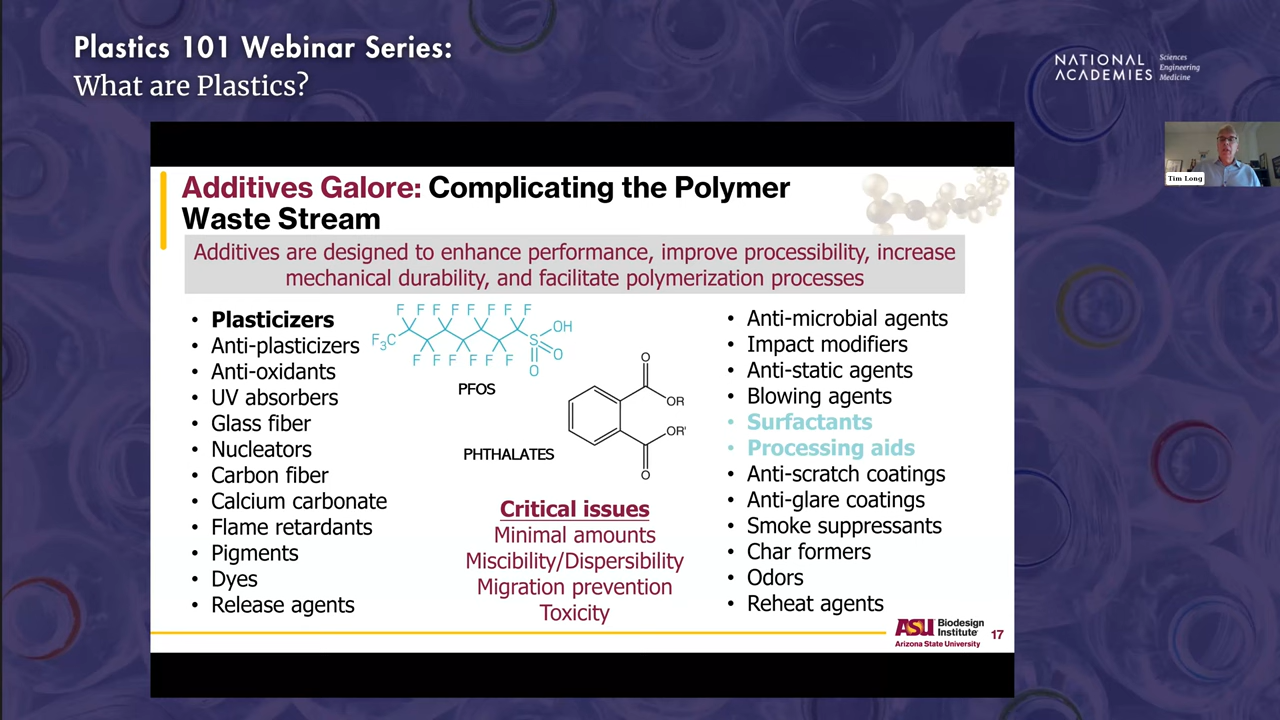 Plastics 101 Webinar Series:
What are Plastics?
NATIONAL
ACADEMIES
Sciences
Engineering
Medicine
Tim Long
Additives Galore: Complicating the Polymer
Waste Stream
Additives are designed to enhance performance, improve processibility, increase
mechanical durability, and facilitate polymerization processes
• Plasticizers
• Anti-plasticizers
• Anti-oxidants
• UV absorbers
• Glass fiber
• Nucleators
• Carbon fiber
• Calcium carbonate
• Flame retardants
• Pigments
• Dyes
• Release agents
F F F F F F F F
F3C
OH
S
O
F F F F F F
O
PFOS
O
OR
OR'
O
PHTHALATES
Critical issues
Minimal amounts
Miscibility/Dispersibility
Migration prevention
Toxicity
• Anti-microbial agents
• Impact modifiers
• Anti-static agents
• Blowing agents
• Surfactants
• Processing aids
• Anti-scratch coatings
• Anti-glare coatings
• Smoke suppressants
• Char formers
• Odors
• Reheat agents
ASU Biodesign
Institute
Arizona State University
17